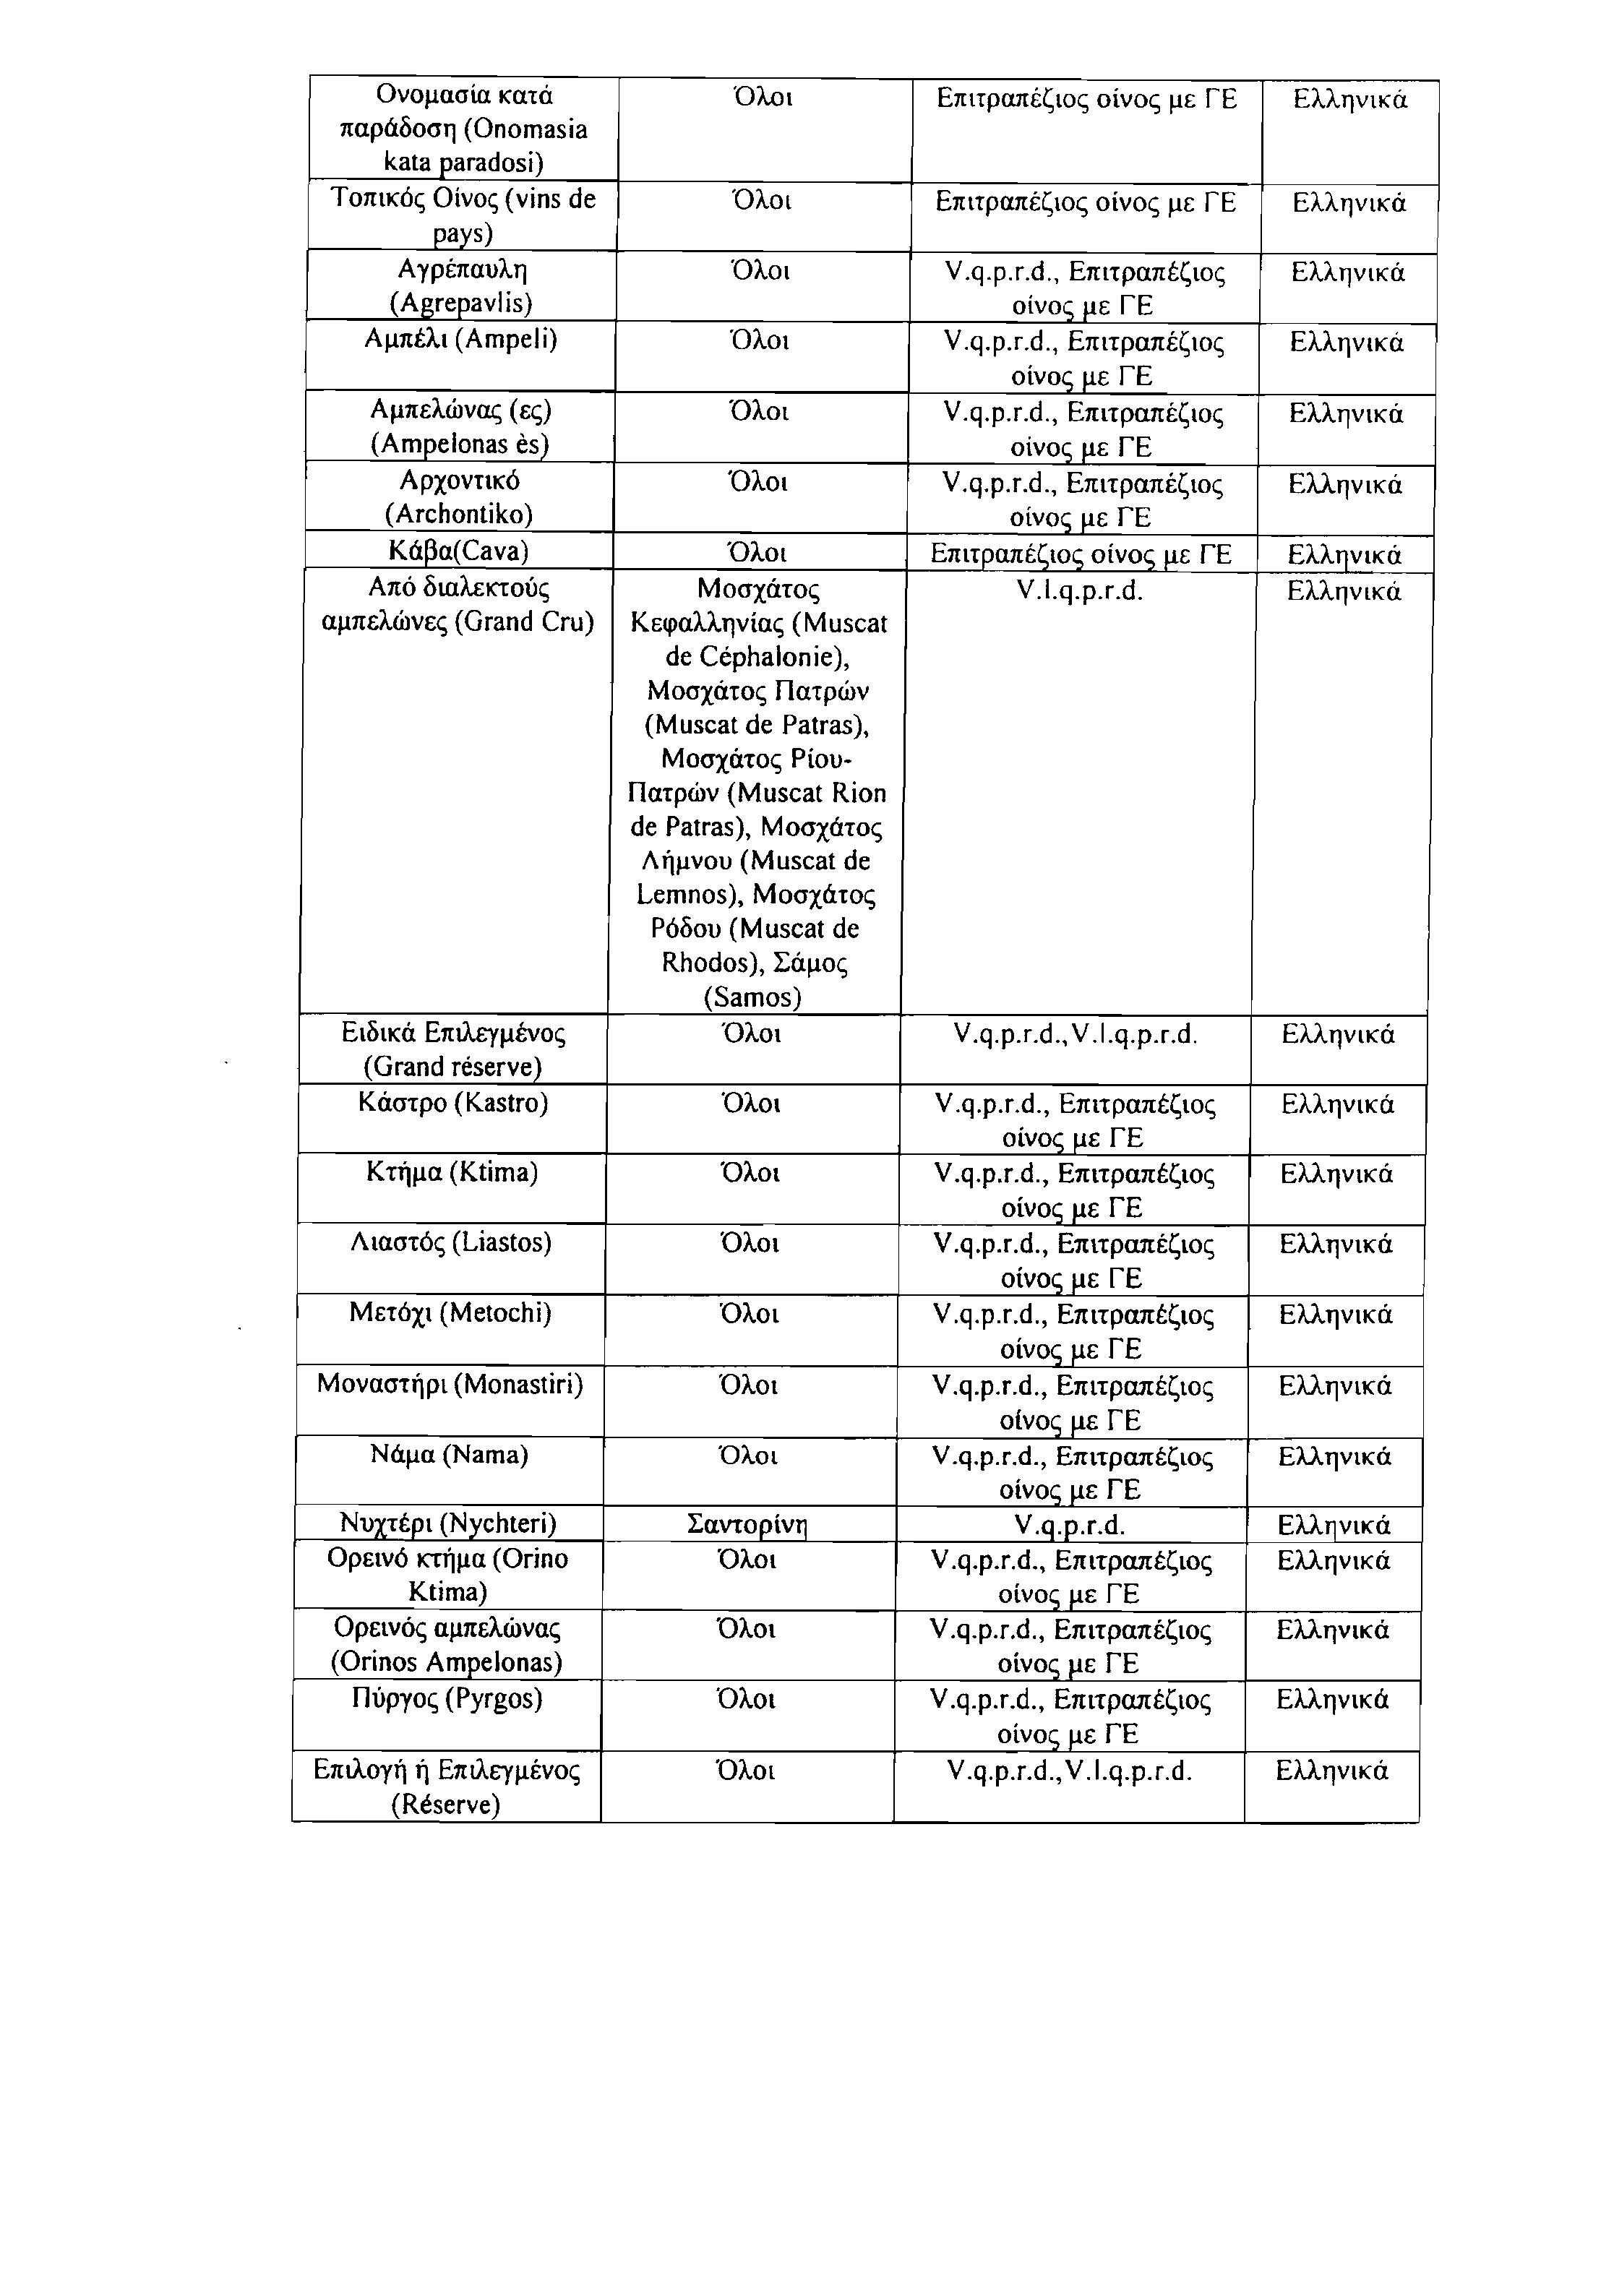 Ονομασία κατά
παράδοση (Onomasia
kata paradosi)
Όλοι
Επιτραπέζιος οίνος με ΓΕ
Ελληνικά
Τοπικός Οίνος (vins de
pays)
Όλοι
Επιτραπέζιος οίνος με ΓΕ
Ελληνικά
Αγρέπαυλη
(Agrepavlis)
Όλοι
V.q.p.r.d., Επιτραπέζιος
οίνος με ΓΕ
Ελληνικά
Αμπέλι (Ampeli)
Όλοι
V.q.p.r.d., Επιτραπέζιος
οίνος με ΓΕ
Ελληνικά
Αμπελώνας (ες)
(Ampelonas ès)
Όλοι
V.q.p.r.d., Επιτραπέζιος
οίνος με ΓΕ
Ελληνικά
Αρχοντικό
(Archontiko)
Όλοι
V.q.p.r.d., Επιτραπέζιος
οίνος με ΓΕ
Ελληνικά
Κάβα(Cava)
Όλοι
Επιτραπέζιος οίνος με ΓΕ
Ελληνικά
Από διαλεκτούς
αμπελώνες (Grand Cru)
Μοσχάτος
Κεφαλληνίας (Muscat
de Céphalonie),
Μοσχάτος Πατρών
(Muscat de Patras),
Μοσχάτος Ρίου-
Πατρών (Muscat Rion
de Patras), Μοσχάτος
Λήμνου (Muscat de
Lemnos), Μοσχάτος
Ρόδου (Muscat de
Rhodos), Σάμος
(Samos)
V.l.q.p.r.d.
Ελληνικά
Ειδικά Επιλεγμένος
(Grand réserve)
Όλοι
V.q.p.r.d.,V.l.q.p.r.d.
Ελληνικά
Κάστρο (Kastro)
Όλοι
V.q.p.r.d., Επιτραπέζιος
οίνος με ΓΕ
Ελληνικά
Κτήμα (Ktima)
Όλοι
V.q.p.r.d., Επιτραπέζιος
οίνος με ΓΕ
Ελληνικά
Λιαστός (Liastos)
Όλοι
V.q.p.r.d., Επιτραπέζιος
οίνος με ΓΕ
Ελληνικά
Μετόχι (Metochi)
Όλοι
V.q.p.r.d., Επιτραπέζιος
οίνος με ΓΕ
Ελληνικά
Μοναστήρι (Monastiri)
Όλοι
V.q.p.r.d., Επιτραπέζιος
οίνος με ΓΕ
Ελληνικά
Νάμα (Nama)
Όλοι
V.q.p.r.d., Επιτραπέζιος
οίνος με ΓΕ
Ελληνικά
Νυχτέρι (Nychteri)
Σαντορίνη
V.q.p.r.d.
Ελληνικά
Ορεινό κτήμα (Orino
Ktima)
Όλοι
V.q.p.r.d., Επιτραπέζιος
οίνος με ΓΕ
Ελληνικά
Ορεινός αμπελώνας
(Orinos Ampelonas)
Όλοι
V.q.p.r.d., Επιτραπέζιος
οίνος με ΓΕ
Ελληνικά
Πύργος (Pyrgos)
Όλοι
V.q.p.r.d., Επιτραπέζιος
οίνος με ΓΕ
Ελληνικά
Επιλογή ή Επιλεγμένος
(Réserve)
Όλοι
V.q.p.r.d.,V.l.q.p.r.d.
Ελληνικά